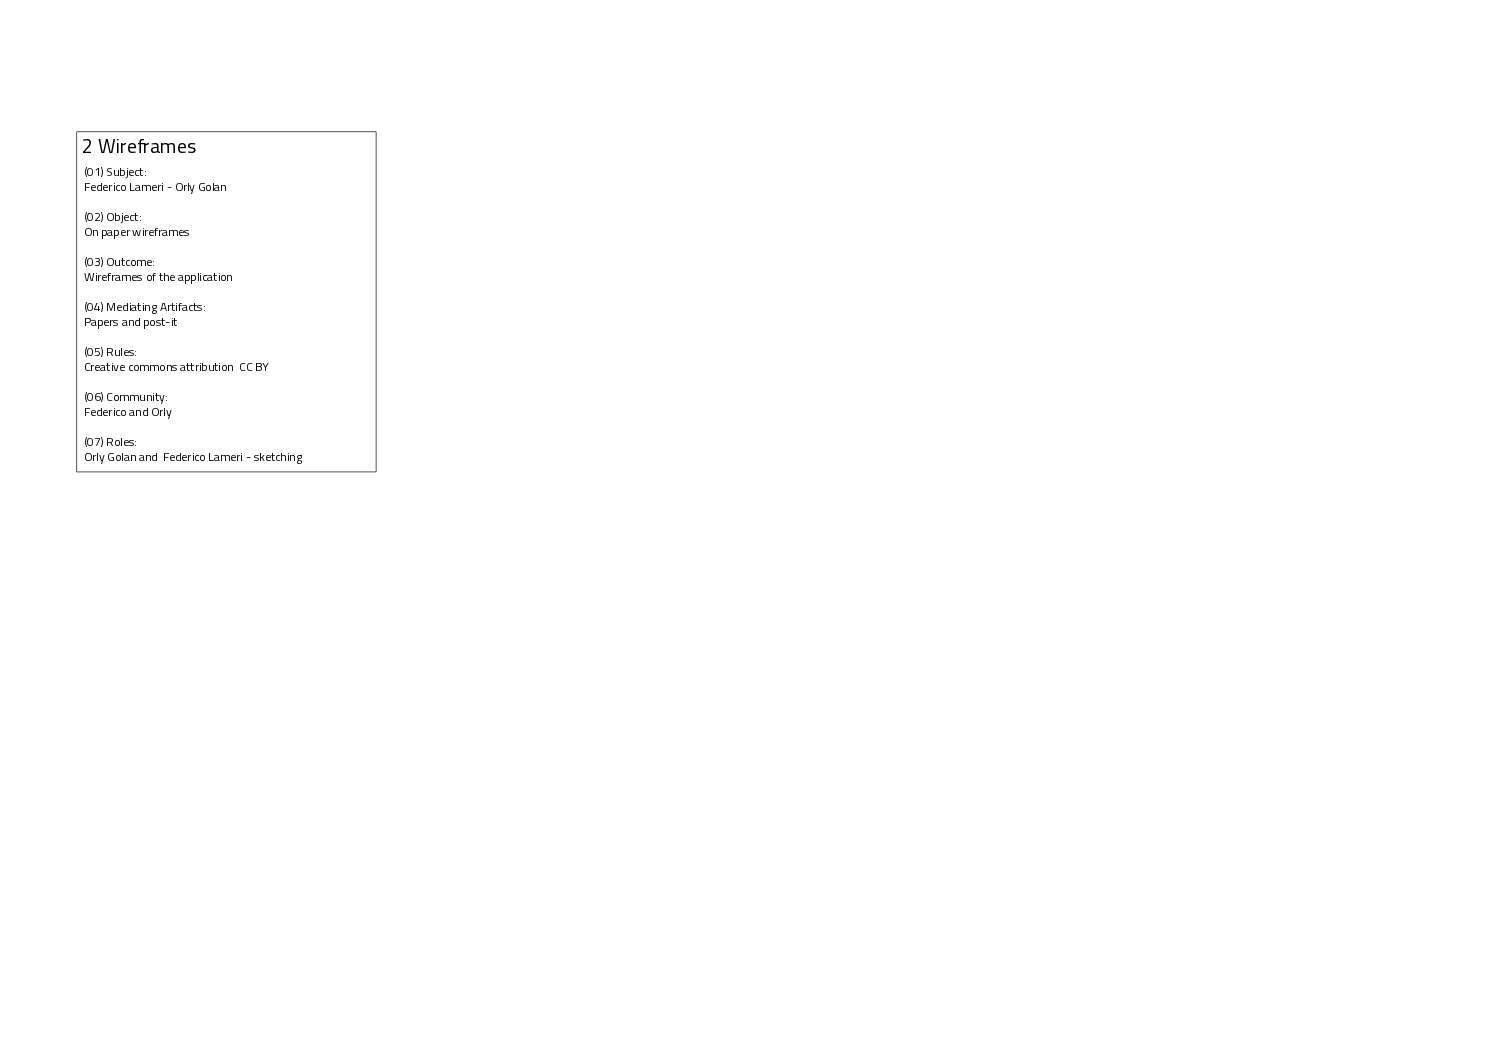 2 Wireframes
(01) Subject:
Federico Lameri - Orly Golan
(02) Object:
On paper wireframes
(03) Outcome:
Wireframes of the application
(04) Mediating Artifacts:
Papers and post-it
(05) Rules:
Creative commons attribution  CC BY
(06) Community:
Federico and Orly
(07) Roles:
Orly Golan and  Federico Lameri - sketching